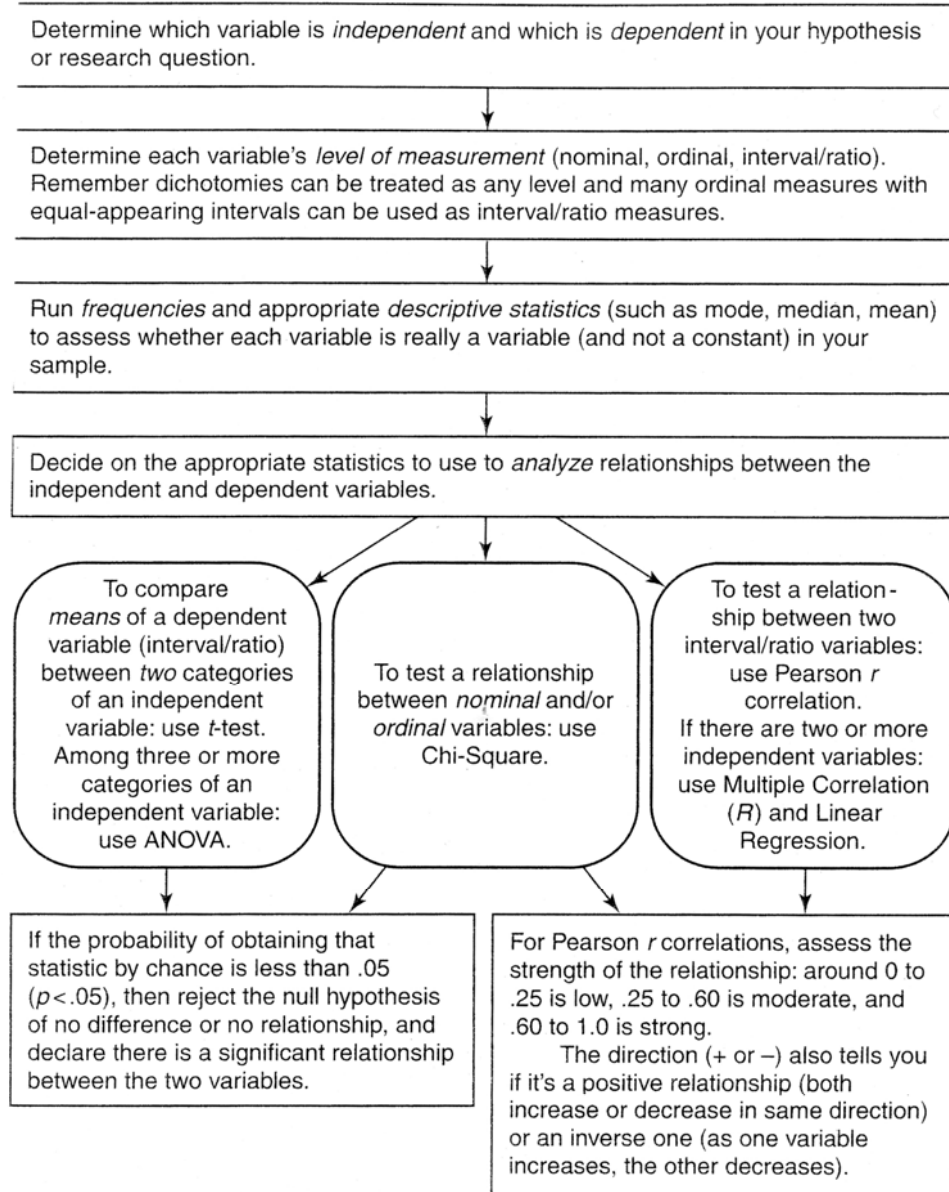 Determine which variable is independent and which is dependent in your hypothesis
or research question.
Determine each variable's level of measurement (nominal, ordinal, interval/ratio).
Remember dichotomies can be treated as any level and many ordinal measures with
equal-appearing intervals can be used as interval/ratio measures.
Run frequencies and appropriate descriptive statistics (such as mode, median, mean)
to assess whether each variable is really a variable (and not a constant) in your
sample.
Decide on the appropriate statistics to use to analyze relationships between the
independent and dependent variables.
To compare
means of a dependent
variable (interval/ratio)
between two categories
of an independent
variable: use t-test.
Among three or more
categories of an
independent variable:
use ANOVA.
To test a relationship
between nominal and/or
ordinal variables: use
Chi-Square.
To test a relation-
ship between two
interval/ratio variables:
use Pearson r
correlation.
If there are two or more
independent variables:
use Multiple Correlation
(R) and Linear
Regression.
If the probability of obtaining that
statistic by chance is less than .05
(p<.05), then reject the null hypothesis
of no difference or no relationship, and
declare there is a significant relationship
between the two variables.
For Pearson r correlations, assess the
strength of the relationship: around 0 to
.25 is low, .25 to .60 is moderate, and
.60 to 1.0 is strong.
The direction (+ or –) also tells you
if it's a positive relationship (both
increase or decrease in same direction)
or an inverse one (as one variable
increases, the other decreases).